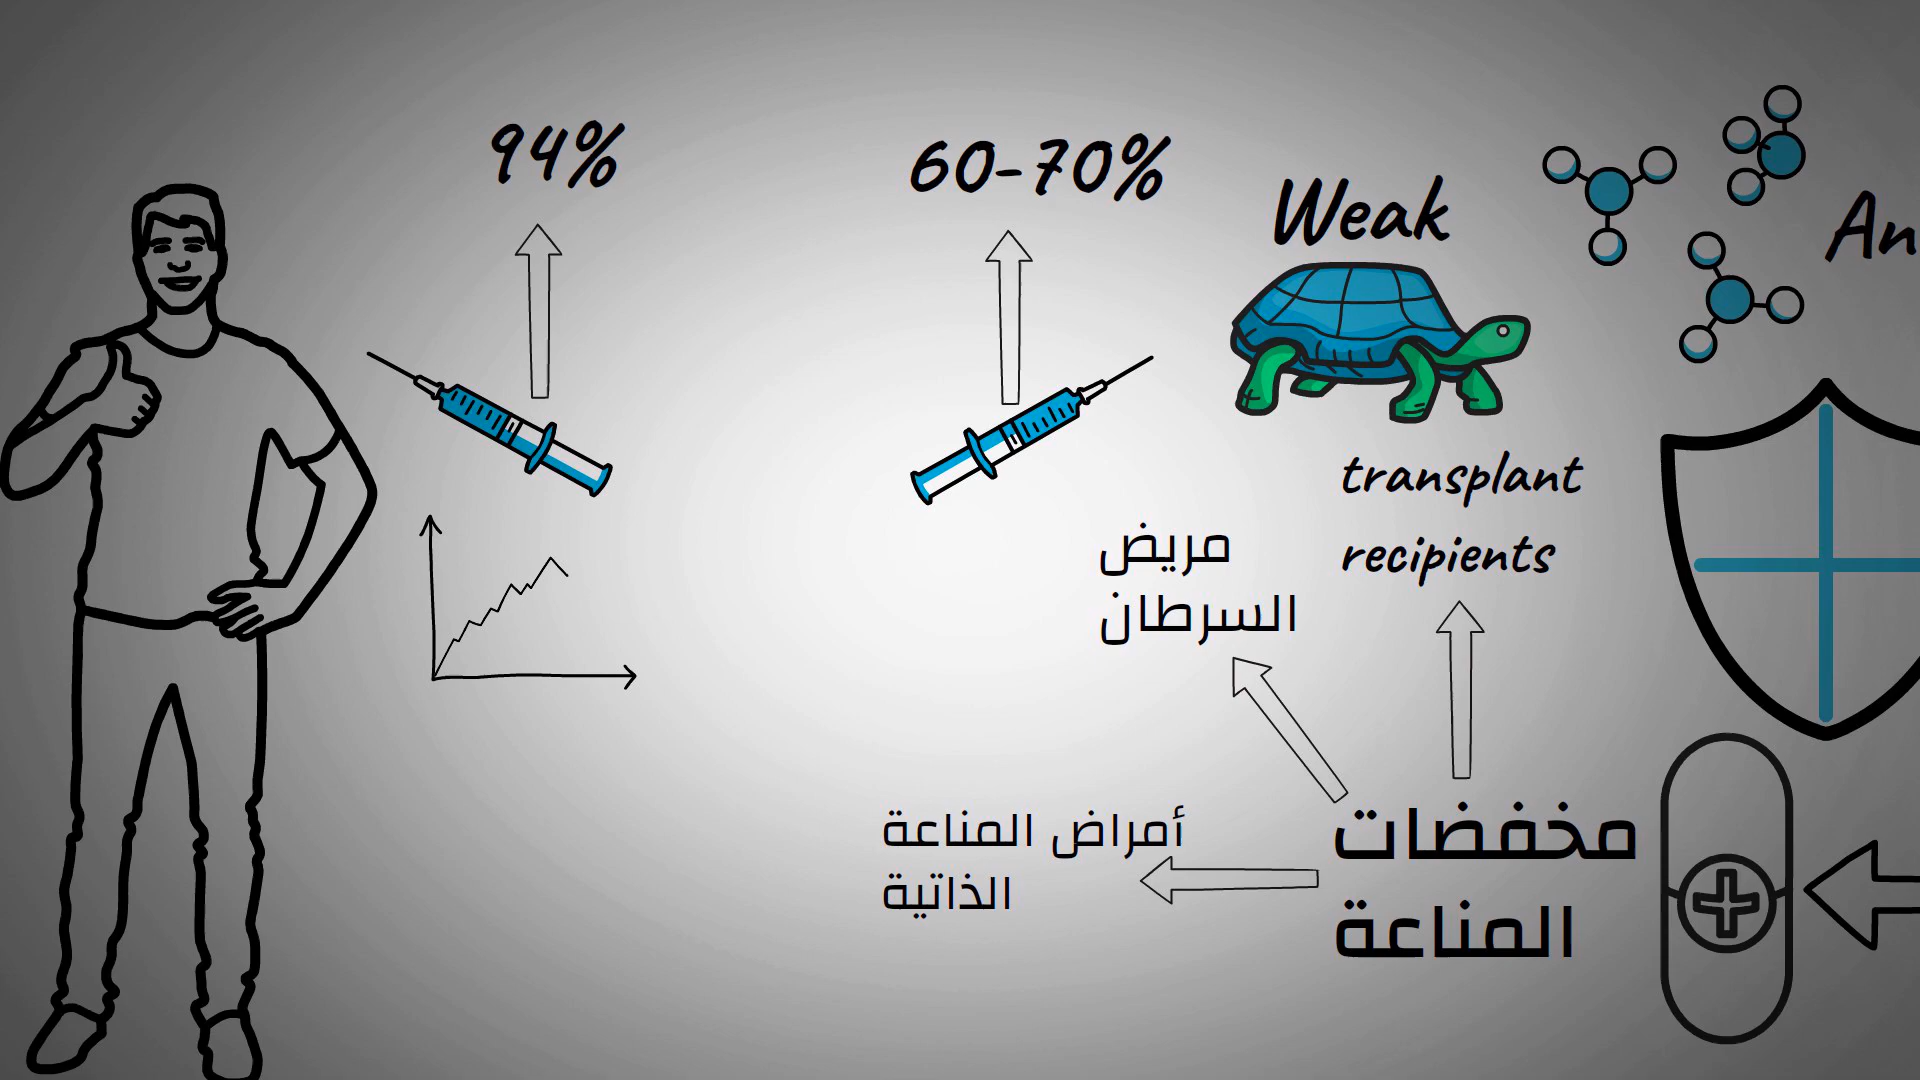 94%
60-70%
Weak
An
transplant
recipients
مريض
السرطان
أمراض المناعة
الذاتية
مخفضات
المناعة